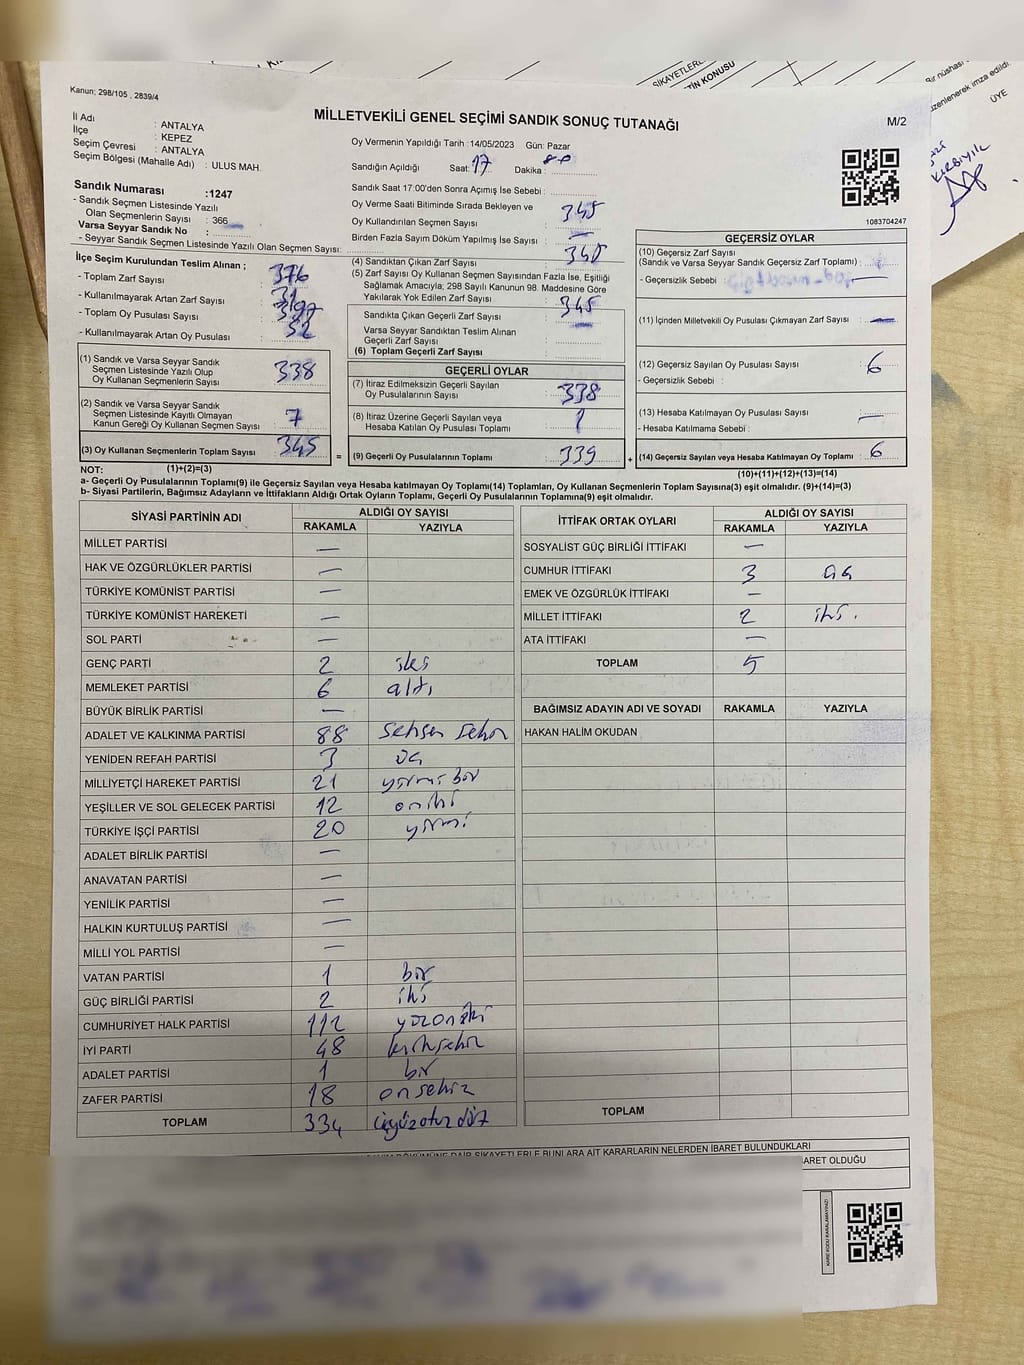 ŞİKAYETLERİ
TİN KONUSU
Bir nüshası
üzenlenerek imza edildi.
ÜYE
Kanun; 298/105 , 2839/4
MİLLETVEKİLİ GENEL SEÇİMİ SANDIK SONUÇ TUTANAĞI
M/2
İl Adı : ANTALYA
İlçe : KEPEZ
Seçim Çevresi : ANTALYA
Seçim Bölgesi (Mahalle Adı) : ULUS MAH.
Sandık Numarası :1247
- Sandık Seçmen Listesinde Yazılı
Olan Seçmenlerin Sayısı : 366
Varsa Seyyar Sandık No :
- Seyyar Sandık Seçmen Listesinde Yazılı Olan Seçmen Sayısı:
İlçe Seçim Kurulundan Teslim Alınan ;
- Toplam Zarf Sayısı : 376
- Kullanılmayarak Artan Zarf Sayısı : 31
- Toplam Oy Pusulası Sayısı :
- Kullanılmayarak Artan Oy Pusulası : 52
(1) Sandık ve Varsa Seyyar Sandık
Seçmen Listesinde Yazılı Olup
Oy Kullanan Seçmenlerin Sayısı : 338
(2) Sandık ve Varsa Seyyar Sandık
Seçmen Listesinde Kayıtlı Olmayan
Kanun Gereği Oy Kullanan Seçmen Sayısı : 7
(3) Oy Kullanan Seçmenlerin Toplam Sayısı : 345 =
Oy Vermenin Yapıldığı Tarih : 14/05/2023 Gün: Pazar
Sandığın Açıldığı Saat: 17 Dakika :
Sandık Saat 17:00'den Sonra Açımış İse Sebebi :
Oy Verme Saati Bitiminde Sırada Bekleyen ve
Oy Kullandırılan Seçmen Sayısı : 345
Birden Fazla Sayım Döküm Yapılmış İse Sayısı : —
(4) Sandıktan Çıkan Zarf Sayısı : 345
(5) Zarf Sayısı Oy Kullanan Seçmen Sayısından Fazla İse, Eşitliği
Sağlamak Amacıyla; 298 Sayılı Kanunun 98. Maddesine Göre
Yakılarak Yok Edilen Zarf Sayısı :
Sandıkta Çıkan Geçerli Zarf Sayısı : 345
Varsa Seyyar Sandıktan Teslim Alınan
Geçerli Zarf Sayısı : —
(6) Toplam Geçerli Zarf Sayısı :
GEÇERLİ OYLAR
(7) İtiraz Edilmeksizin Geçerli Sayılan
Oy Pusulalarının Sayısı : 338
(8) İtiraz Üzerine Geçerli Sayılan veya
Hesaba Katılan Oy Pusulası Toplamı : 1
(9) Geçerli Oy Pusulalarının Toplamı : 339 +
1083704247
GEÇERSİZ OYLAR
(10) Geçersiz Zarf Sayısı
(Sandık ve Varsa Seyyar Sandık Geçersiz Zarf Toplamı) :
- Geçersizlik Sebebi : —
(11) İçinden Milletvekili Oy Pusulası Çıkmayan Zarf Sayısı : —
(12) Geçersiz Sayılan Oy Pusulası Sayısı : 6
- Geçersizlik Sebebi :
(13) Hesaba Katılmayan Oy Pusulası Sayısı : —
- Hesaba Katılmama Sebebi :
(14) Geçersiz Sayılan veya Hesaba Katılmayan Oy Toplamı : 6
NOT: (1)+(2)=(3) (10)+(11)+(12)+(13)=(14)
a- Geçerli Oy Pusulalarının Toplamı(9) ile Geçersiz Sayılan veya Hesaba katılmayan Oy Toplamı(14) Toplamları, Oy Kullanan Seçmenlerin Toplam Sayısına(3) eşit olmalıdır. (9)+(14)=(3)
b- Siyasi Partilerin, Bağımsız Adayların ve İttifakların Aldığı Ortak Oyların Toplamı, Geçerli Oy Pusulalarının Toplamına(9) eşit olmalıdır.
SİYASİ PARTİNİN ADI ALDIĞI OY SAYISI
RAKAMLA YAZIYLA
MİLLET PARTİSİ —
HAK VE ÖZGÜRLÜKLER PARTİSİ —
TÜRKİYE KOMÜNİST PARTİSİ —
TÜRKİYE KOMÜNİST HAREKETİ —
SOL PARTİ —
GENÇ PARTİ 2 iki
MEMLEKET PARTİSİ 6 altı
BÜYÜK BİRLİK PARTİSİ —
ADALET VE KALKINMA PARTİSİ 88 seksen sekiz
YENİDEN REFAH PARTİSİ 3 üç
MİLLİYETÇİ HAREKET PARTİSİ 21 yirmi bir
YEŞİLLER VE SOL GELECEK PARTİSİ 12 oniki
TÜRKİYE İŞÇİ PARTİSİ 20 yirmi
ADALET BİRLİK PARTİSİ —
ANAVATAN PARTİSİ —
YENİLİK PARTİSİ —
HALKIN KURTULUŞ PARTİSİ —
MİLLİ YOL PARTİSİ —
VATAN PARTİSİ 1 bir
GÜÇ BİRLİĞİ PARTİSİ 2 iki
CUMHURİYET HALK PARTİSİ 112 yüzoniki
İYİ PARTİ 48 kırksekiz
ADALET PARTİSİ 1 bir
ZAFER PARTİSİ 18 onsekiz
TOPLAM 334 üçyüzotuz dört
İTTİFAK ORTAK OYLARI ALDIĞI OY SAYISI
RAKAMLA YAZIYLA
SOSYALİST GÜÇ BİRLİĞİ İTTİFAKI —
CUMHUR İTTİFAKI 3 üç
EMEK VE ÖZGÜRLÜK İTTİFAKI —
MİLLET İTTİFAKI 2 iki.
ATA İTTİFAKI —
TOPLAM 5
BAĞIMSIZ ADAYIN ADI VE SOYADI RAKAMLA YAZIYLA
HAKAN HALİM OKUDAN
TOPLAM
DÖKÜMÜNE DAİR ŞİKAYETLERLE BUNLARA AİT KARARLARIN NELERDEN İBARET BULUNDUKLARI
BARET OLDUĞU